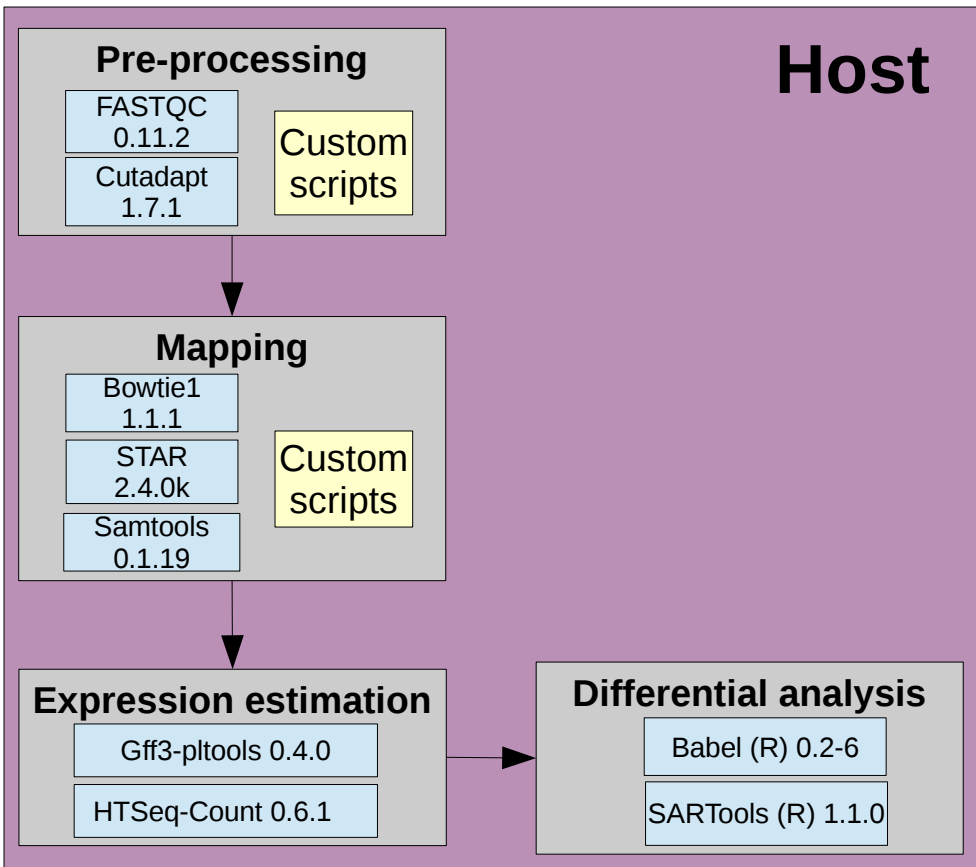 Host
Pre-processing
FASTQC
0.11.2
Cutadapt
1.7.1
Custom
scripts
Mapping
Bowtie1
1.1.1
STAR
2.4.0k
Samtools
0.1.19
Custom
scripts
Expression estimation
Gff3-pltools 0.4.0
HTSeq-Count 0.6.1
Differential analysis
Babel (R) 0.2-6
SARTools (R) 1.1.0